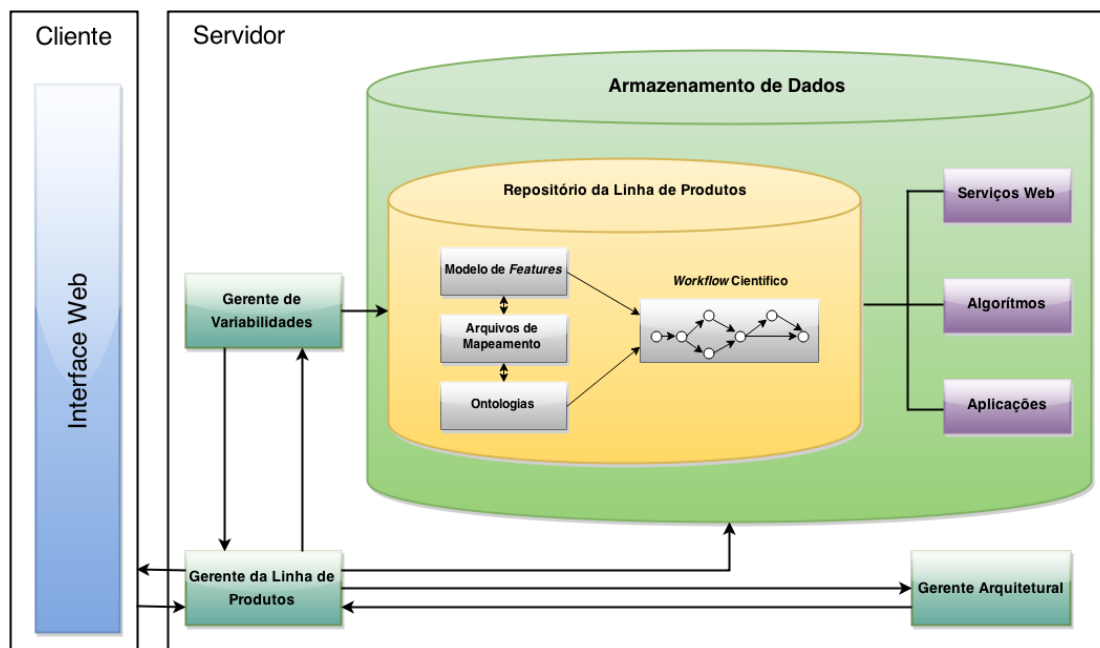 Cliente
Servidor
Interface Web
Armazenamento de Dados
Repositório da Linha de Produtos
Modelo de Features
Arquivos de
Mapeamento
Ontologias
Workflow Científico
Serviços Web
Algorítmos
Aplicações
Gerente de
Variabilidades
Gerente da Linha de
Produtos
Gerente Arquitetural